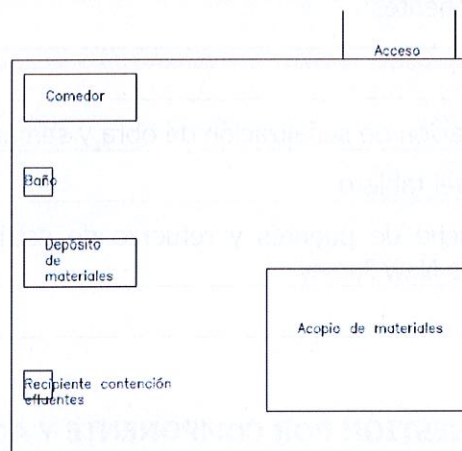 Acceso
Comedor
Baño
Depósito
de
materiales
Acopio de materiales
Recipiente contención
efluentes